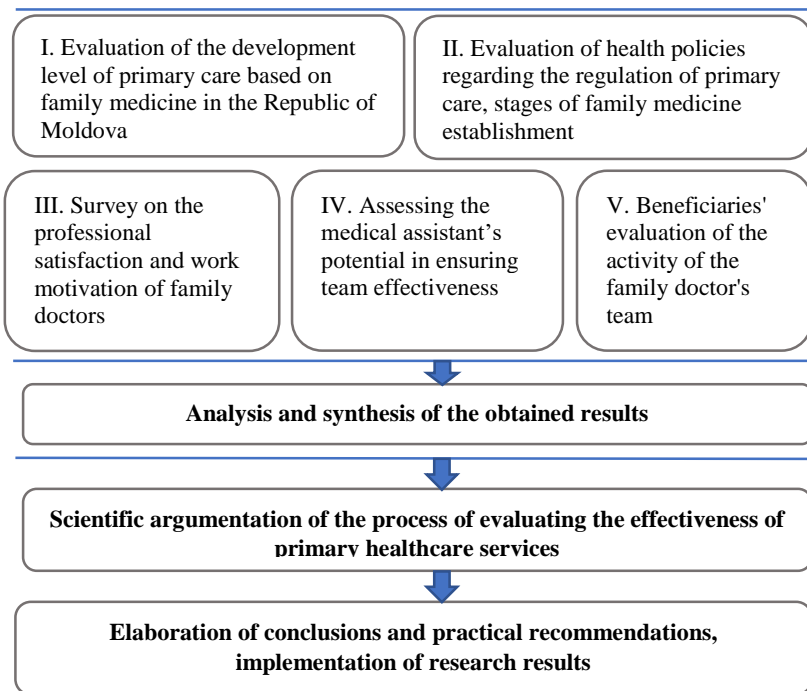 I. Evaluation of the development
level of primary care based on
family medicine in the Republic of
Moldova
II. Evaluation of health policies
regarding the regulation of primary
care, stages of family medicine
establishment
III. Survey on the
professional
satisfaction and work
motivation of family
doctors
IV. Assessing the
medical assistant’s
potential in ensuring
team effectiveness
V. Beneficiaries'
evaluation of the
activity of the
family doctor's
team
Analysis and synthesis of the obtained results
Scientific argumentation of the process of evaluating the effectiveness of
primary healthcare services
Elaboration of conclusions and practical recommendations,
implementation of research results